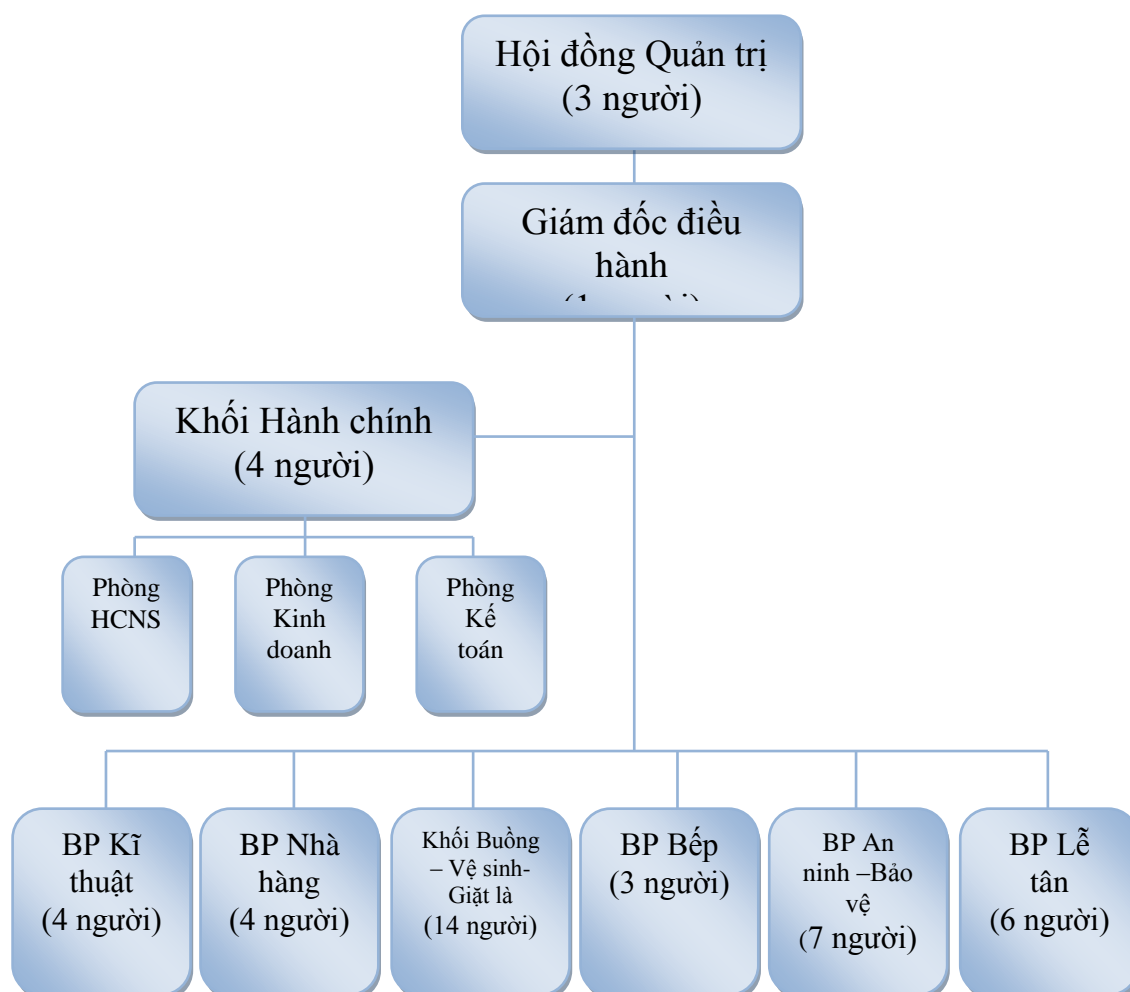 Hội đồng Quản trị
(3 người)
Giám đốc điều
hành
Khối Hành chính
(4 người)
Phòng
HCNS
Phòng
Kinh
doanh
Phòng
Kế
toán
BP Kĩ
thuật
(4 người)
BP Nhà
hàng
(4 người)
Khối Buồng
– Vệ sinh-
Giặt là
(14 người)
BP Bếp
(3 người)
BP An
ninh –Bảo
vệ
(7 người)
BP Lễ
tân
(6 người)